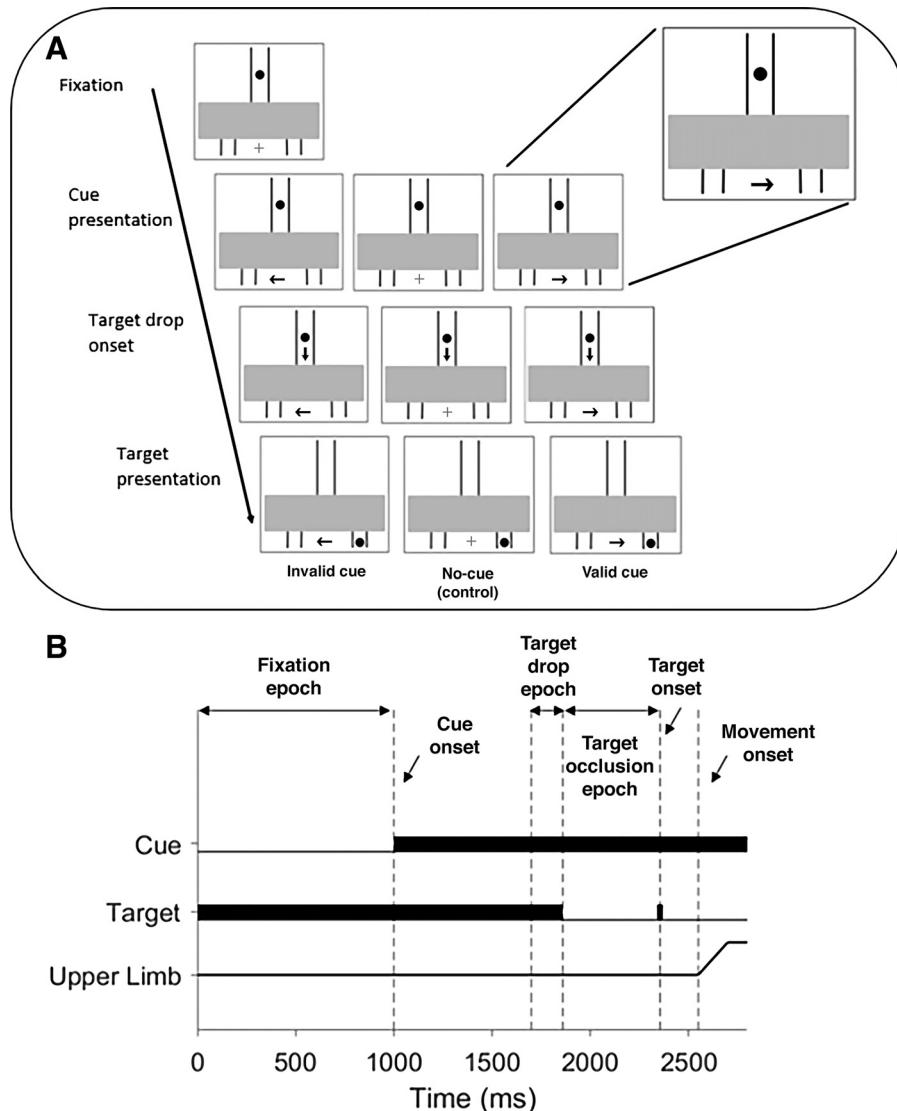 A
Fixation
Cue
presentation
Target drop
onset
Target
presentation
Invalid cue
No-cue
(control)
Valid cue
B
Fixation
epoch
Cue
onset
Target
drop
epoch
Target
occlusion
epoch
Target
onset
Movement
onset
Cue
Target
Upper Limb
0 500 1000 1500 2000 2500
Time (ms)